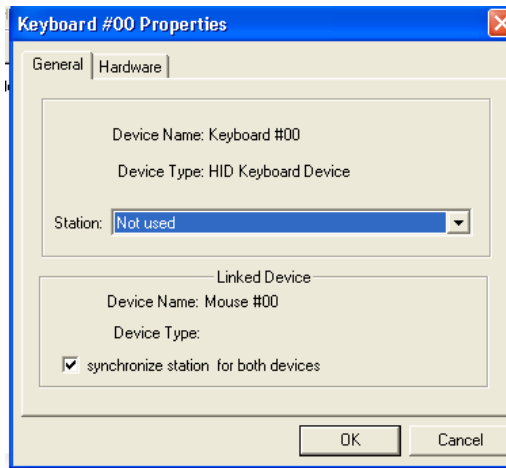 Keyboard #00 Properties
General Hardware
Device Name: Keyboard #00
Device Type: HID Keyboard Device
Station: Not used
Linked Device
Device Name: Mouse #00
Device Type:
synchronize station for both devices
OK Cancel